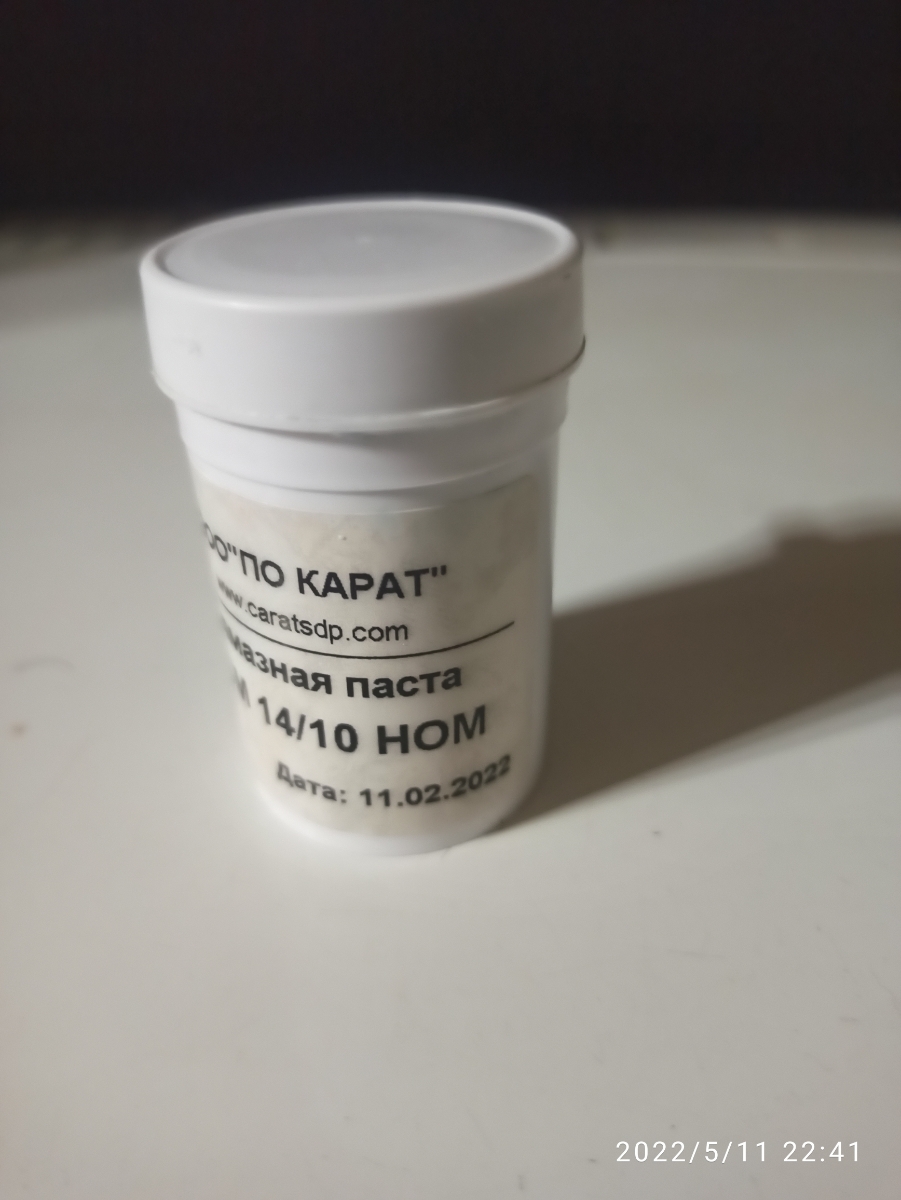 ОО"ПО КАРАТ"
www.caratsdp.com
мазная паста
М 14/10 НОМ
Дата: 11.02.2022
2022/5/11 22:41